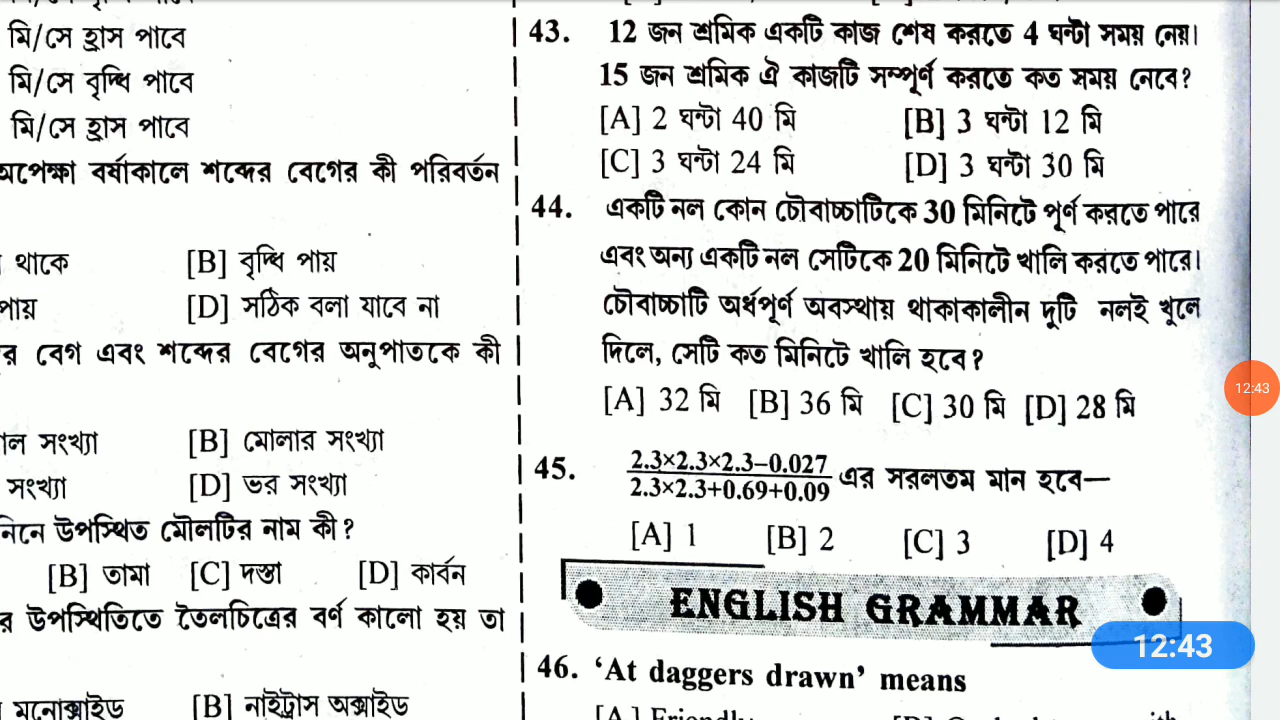 মি/সে হ্রাস পাবে
মি/সে বৃদ্ধি পাবে
মি/সে হ্রাস পাবে
অপেক্ষা বর্ষাকালে শব্দের বেগের কী পরিবর্তন
থাকে [B] বৃদ্ধি পায়
পায় [D] সঠিক বলা যাবে না
র বেগ এবং শব্দের বেগের অনুপাতকে কী
সংখ্যা [B] মোলার সংখ্যা
সংখ্যা [D] ভর সংখ্যা
উপস্থিত মৌলটির নাম কী?
[B] তামা [C] দস্তা [D] কার্বন
র উপস্থিতিতে তৈলচিত্রের বর্ণ কালো হয় তা
মনোক্সাইড [B] নাইট্রাস অক্সাইড
43. 12 জন শ্রমিক একটি কাজ শেষ করতে 4 ঘন্টা সময় নেয়।
15 জন শ্রমিক ঐ কাজটি সম্পূর্ণ করতে কত সময় নেবে?
[A] 2 ঘন্টা 40 মি [B] 3 ঘন্টা 12 মি
[C] 3 ঘন্টা 24 মি [D] 3 ঘন্টা 30 মি
44. একটি নল কোন চৌবাচ্চাটিকে 30 মিনিটে পূর্ণ করতে পারে
এবং অন্য একটি নল সেটিকে 20 মিনিটে খালি করতে পারে।
চৌবাচ্চাটি অর্ধপূর্ণ অবস্থায় থাকাকালীন দুটি নলই খুলে
দিলে, সেটি কত মিনিটে খালি হবে?
[A] 32 মি [B] 36 মি [C] 30 মি [D] 28 মি
45. 2.3×2.3×2.3−0.027
2.3×2.3+0.69+0.09 এর সরলতম মান হবে—
[A] 1 [B] 2 [C] 3 [D] 4
ENGLISH GRAMMAR
46. ‘At daggers drawn’ means
12:43
12:43